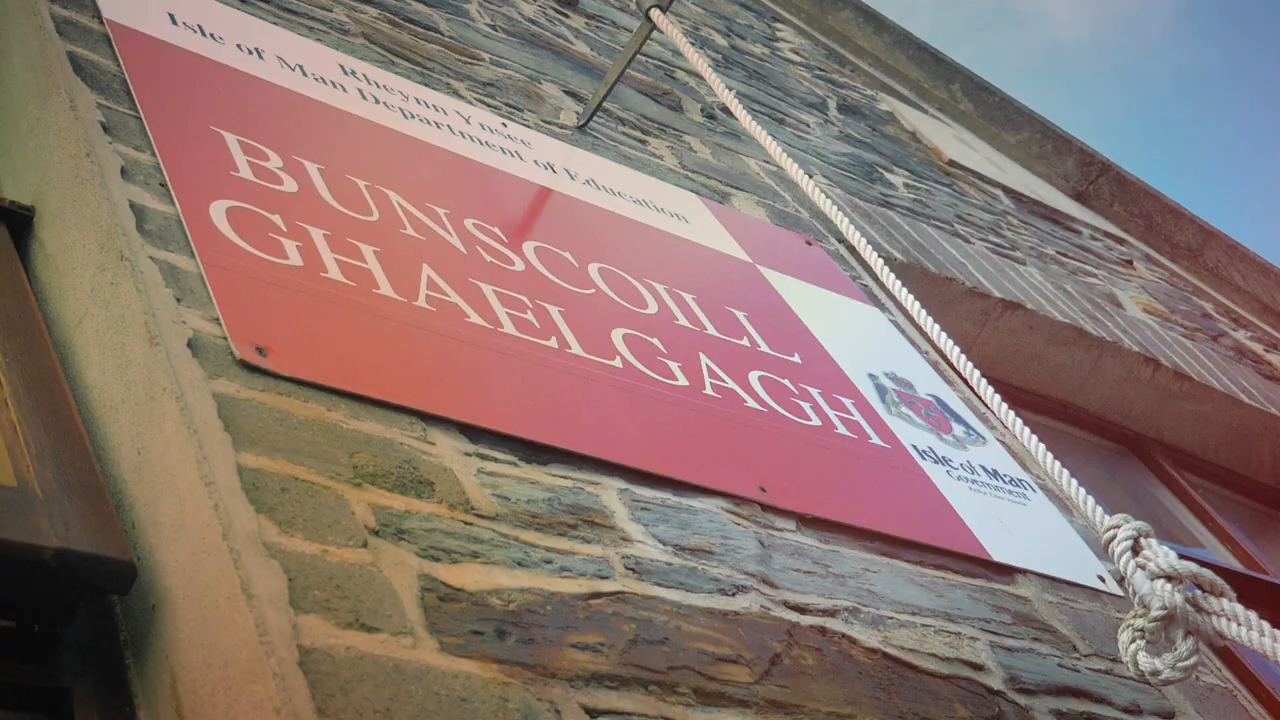 Rheynn Ynsee
Isle of Man Department of Education
BUNSCOILL
GHAELGAGH
Isle of Man
Government